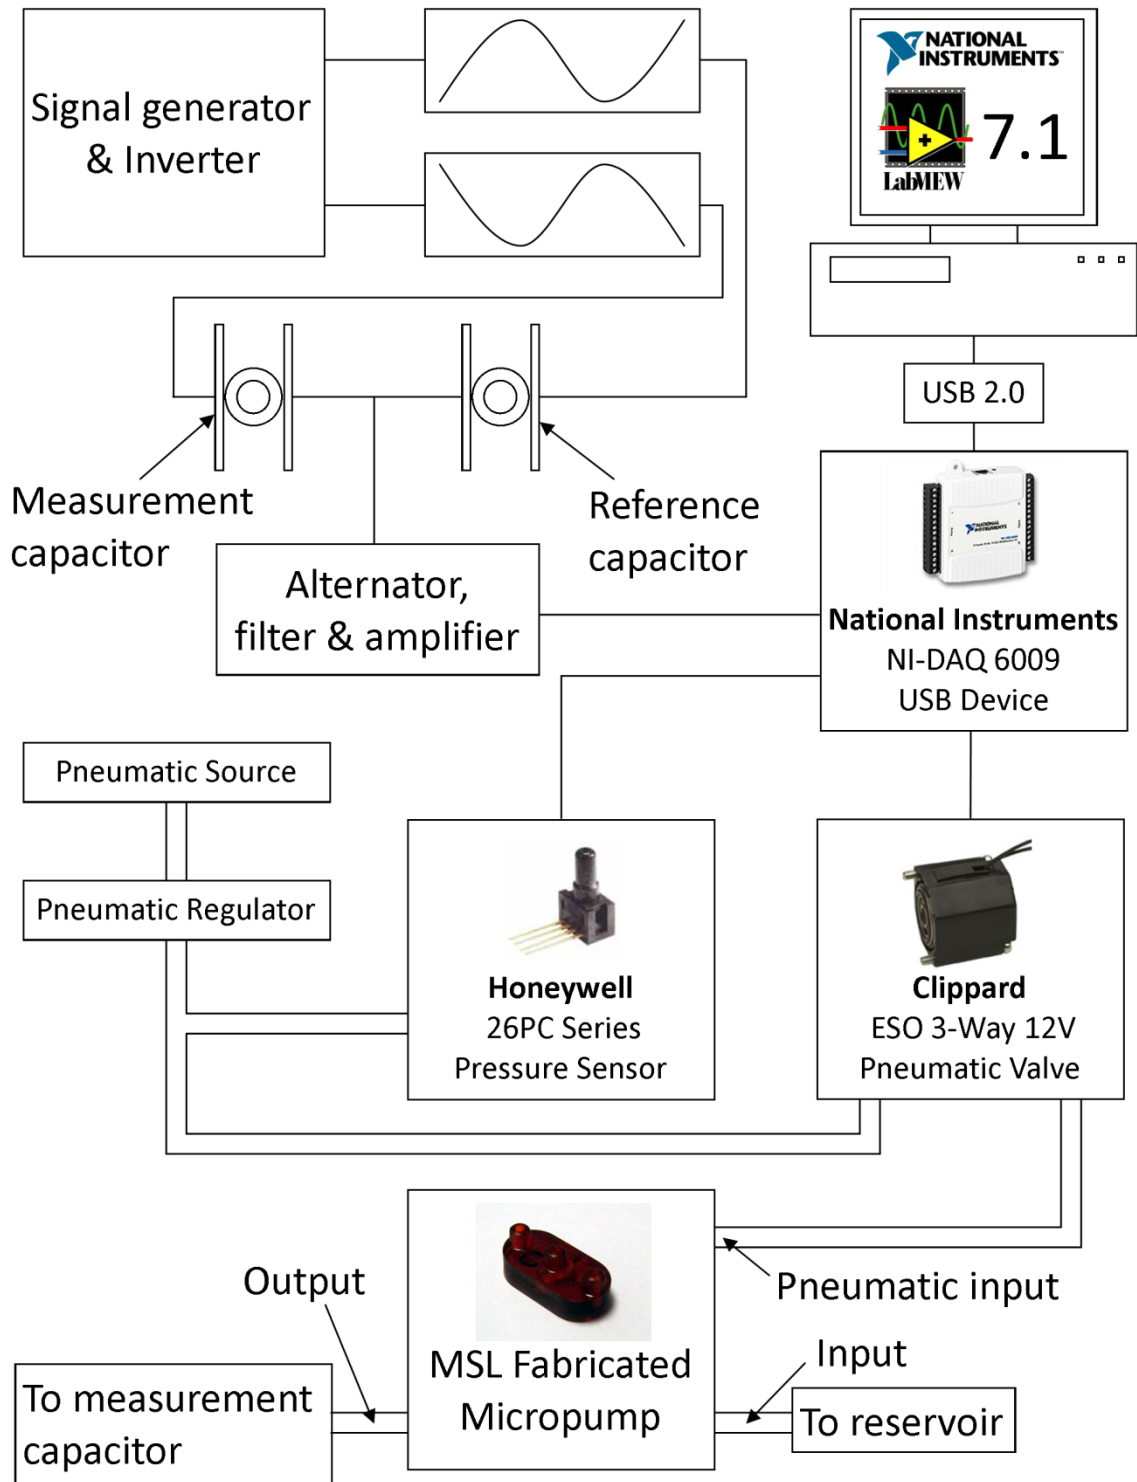 Signal generator
& Inverter
NATIONAL
INSTRUMENTS™
7.1
LabVIEW
USB 2.0
Measurement
capacitor
Reference
capacitor
Alternator,
filter & amplifier
NATIONAL
INSTRUMENTS
National Instruments
NI-DAQ 6009
USB Device
Pneumatic Source
Pneumatic Regulator
Honeywell
26PC Series
Pressure Sensor
Clippard
ESO 3-Way 12V
Pneumatic Valve
Output
Pneumatic input
MSL Fabricated
Micropump
Input
To measurement
capacitor
To reservoir